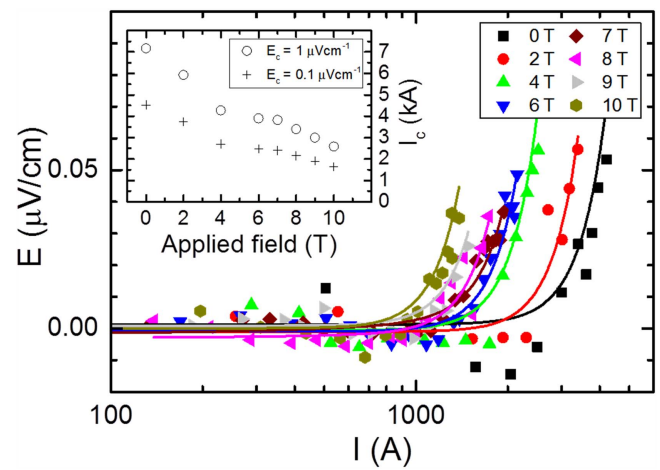 0 T
2 T
4 T
6 T
7 T
8 T
9 T
10 T
E_c = 1 μVcm⁻¹
E_c = 0.1 μVcm⁻¹
7
6
5
4
3
2
1
0
I_c (kA)
0 2 4 6 8 10
Applied field (T)
E (μV/cm)
0.05
0.00
100 1000
I (A)